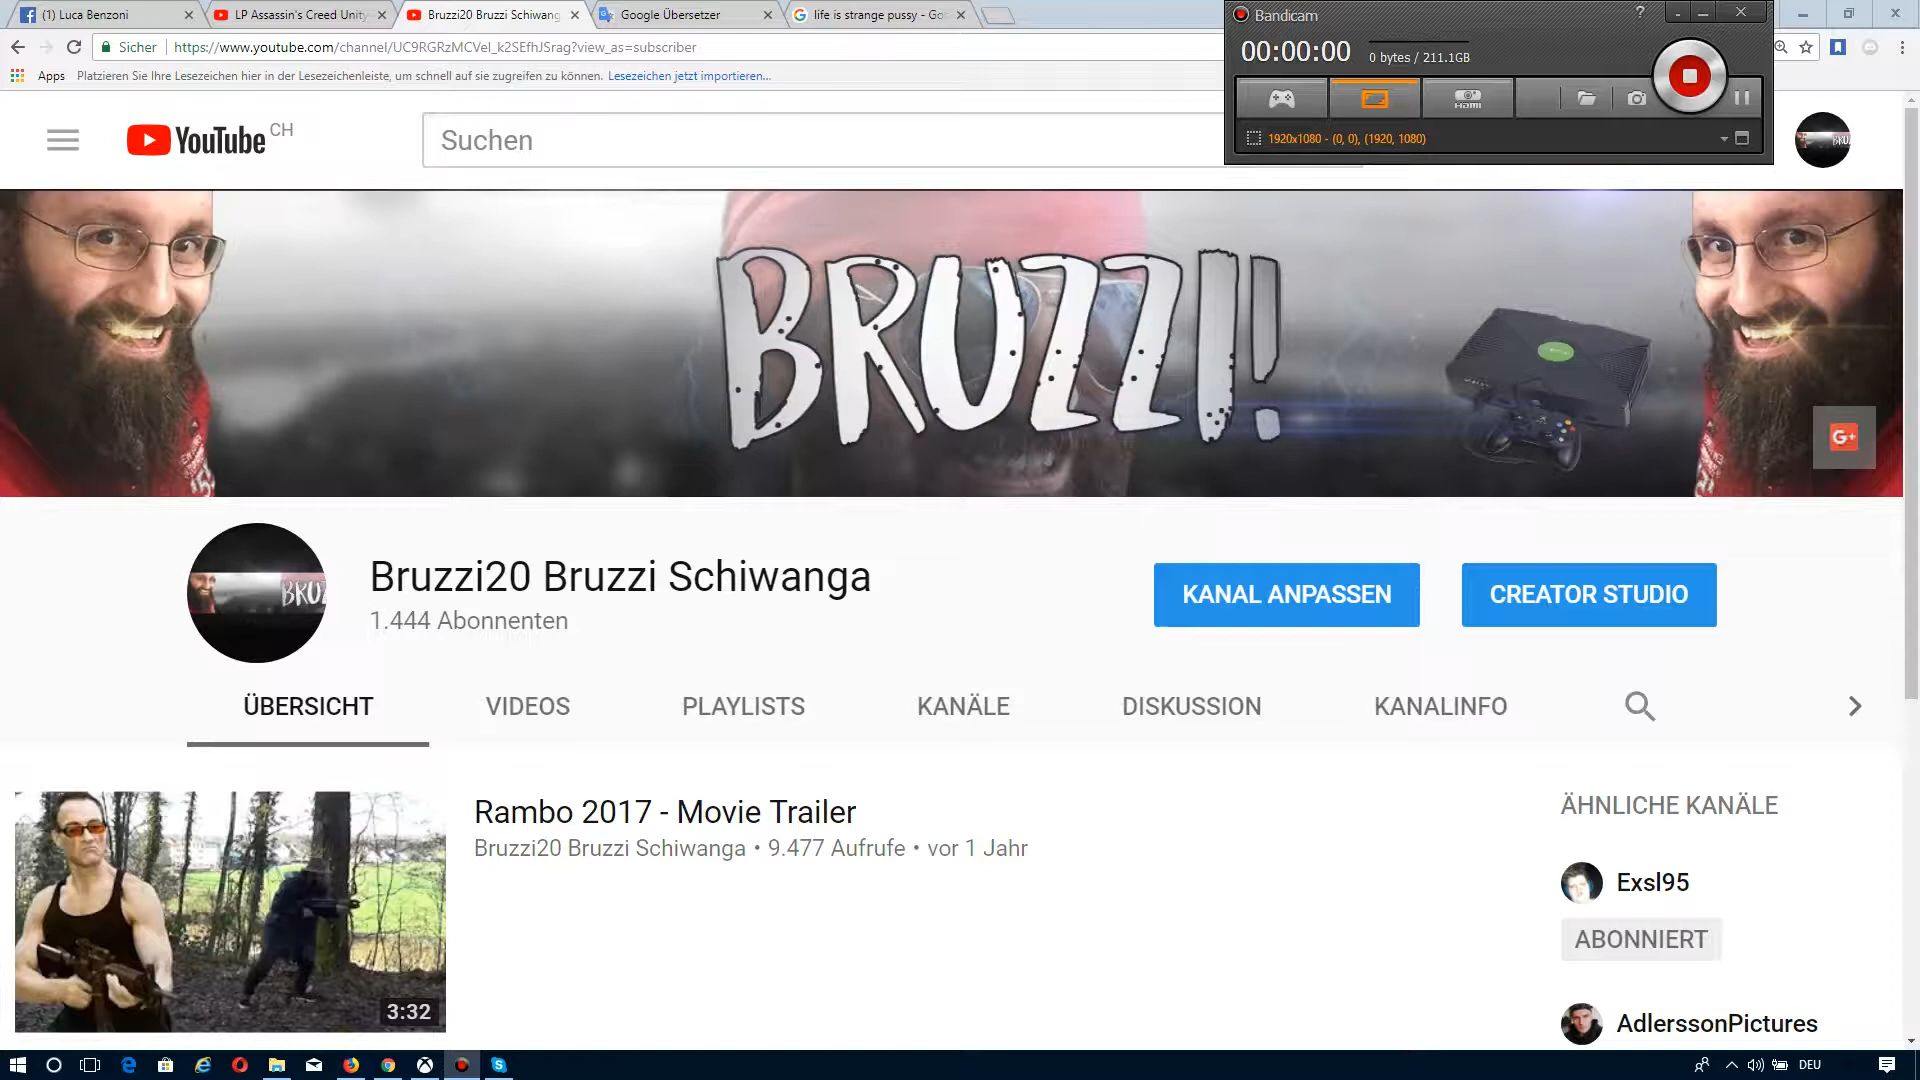 (1) Luca Benzoni
LP Assassin's Creed Unity
Bruzzi20 Bruzzi Schiwang
Google Übersetzer
life is strange pussy - Go
Bandicam
Sicher
https://www.youtube.com/channel/UC9RGRzMCVel_k2SEfhJSrag?view_as=subscriber
00:00:00
0 bytes / 211.1GB
Apps
Platzieren Sie Ihre Lesezeichen hier in der Lesezeichenleiste, um schnell auf sie zugreifen zu können.
Lesezeichen jetzt importieren...
HDMI
1920x1080 - (0, 0), (1920, 1080)
YouTube CH
Suchen
BRUZZI!
G+
BRUZ
Bruzzi20 Bruzzi Schiwanga
1.444 Abonnenten
KANAL ANPASSEN
CREATOR STUDIO
ÜBERSICHT
VIDEOS
PLAYLISTS
KANÄLE
DISKUSSION
KANALINFO
Rambo 2017 - Movie Trailer
Bruzzi20 Bruzzi Schiwanga • 9.477 Aufrufe • vor 1 Jahr
3:32
ÄHNLICHE KANÄLE
Exsl95
ABONNIERT
AdlerssonPictures
DEU